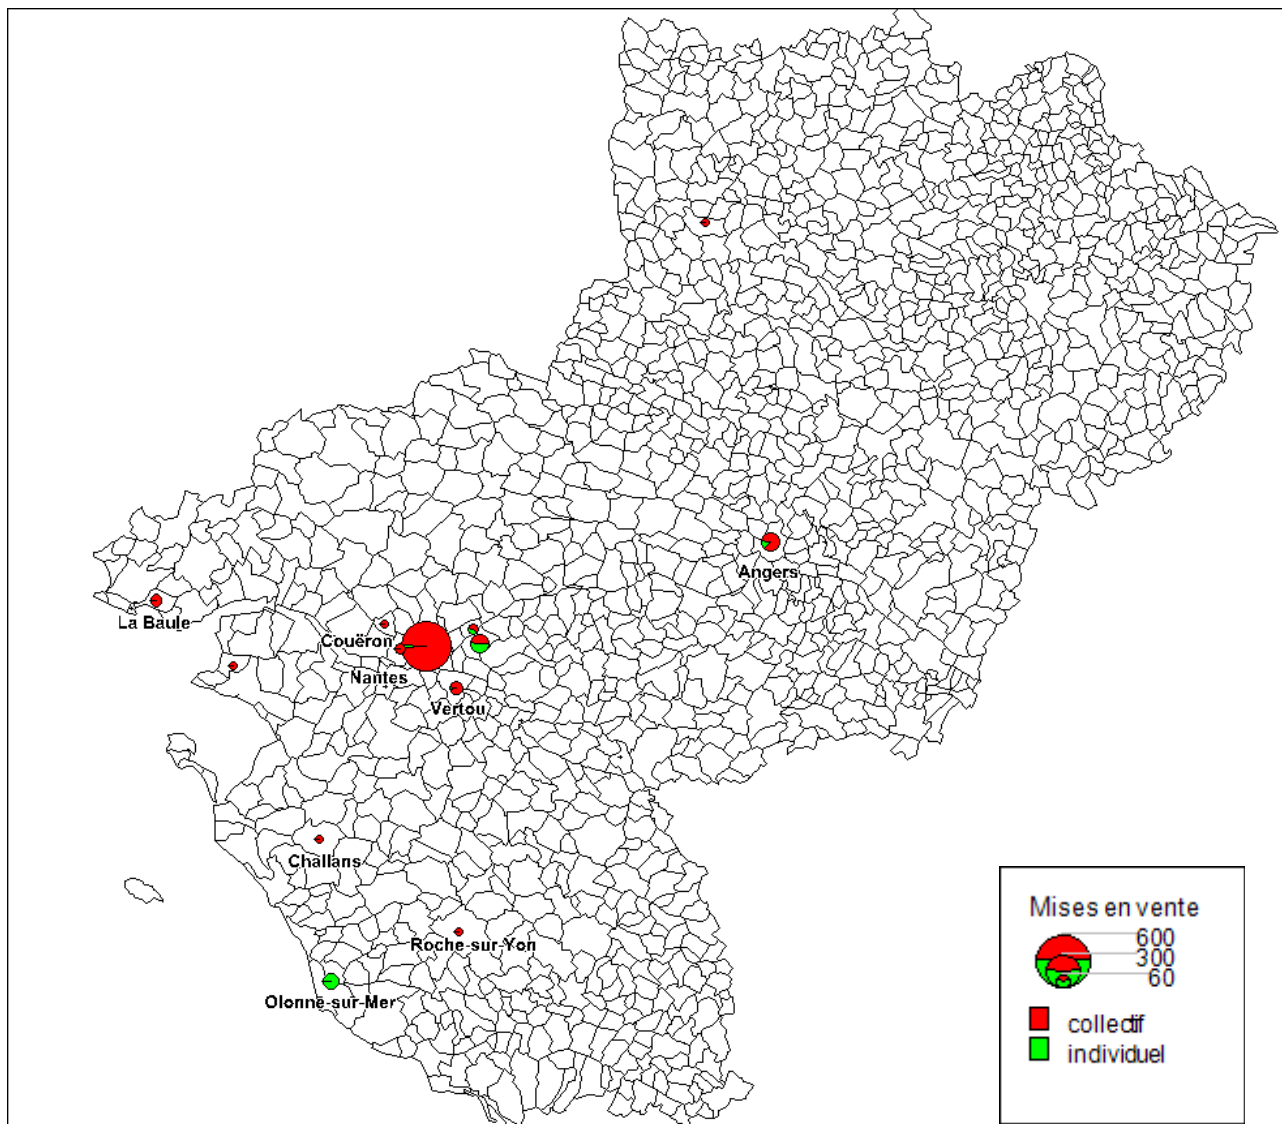 Angers
La Baule
Couëron
Nantes
Vertou
Challans
Roche-sur-Yon
Olonne-sur-Mer
Mises en vente
600
300
60
collectif
individuel